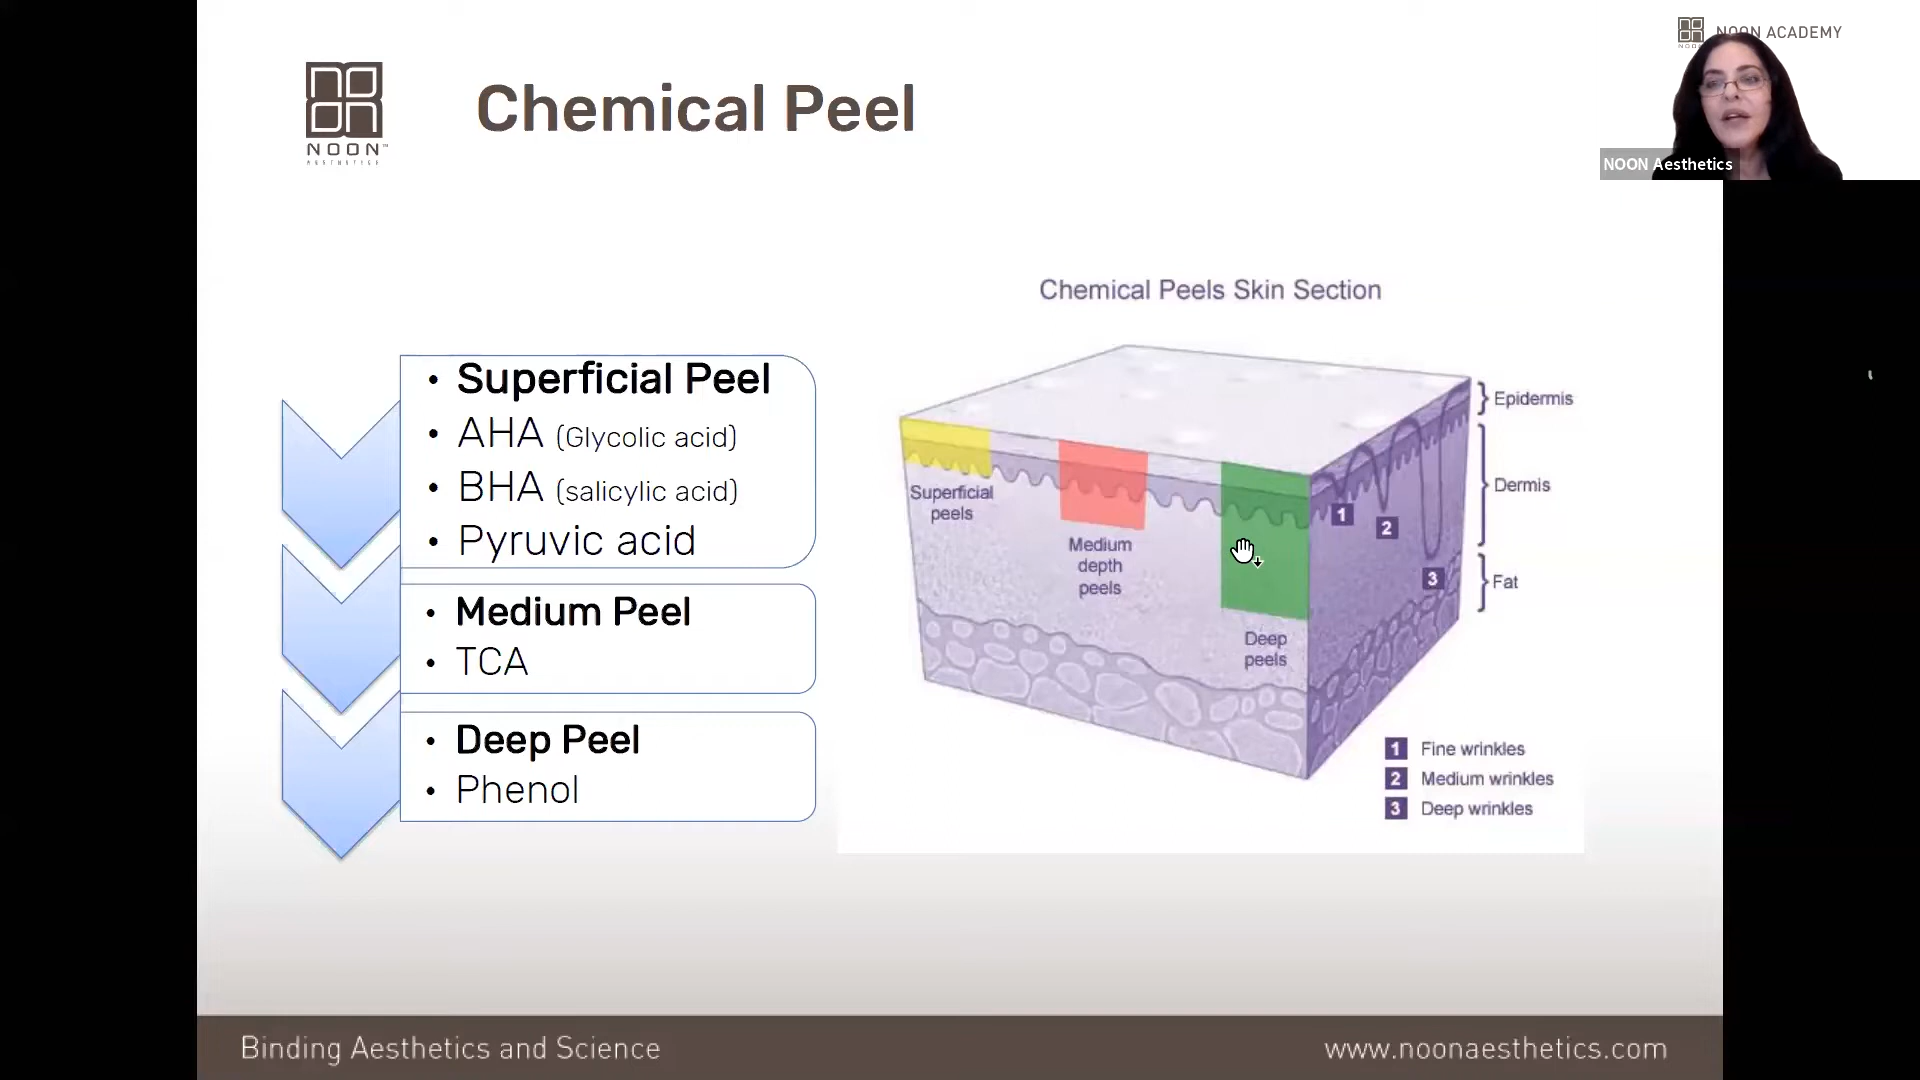 NOON ACADEMY
NOON™
AESTHETICS
Chemical Peel
NOON Aesthetics
• Superficial Peel
• AHA (Glycolic acid)
• BHA (salicylic acid)
• Pyruvic acid
• Medium Peel
• TCA
• Deep Peel
• Phenol
Chemical Peels Skin Section
Epidermis
Dermis
Fat
Superficial
peels
Medium
depth
peels
Deep
peels
1
2
3
1 Fine wrinkles
2 Medium wrinkles
3 Deep wrinkles
Binding Aesthetics and Science
www.noonaesthetics.com